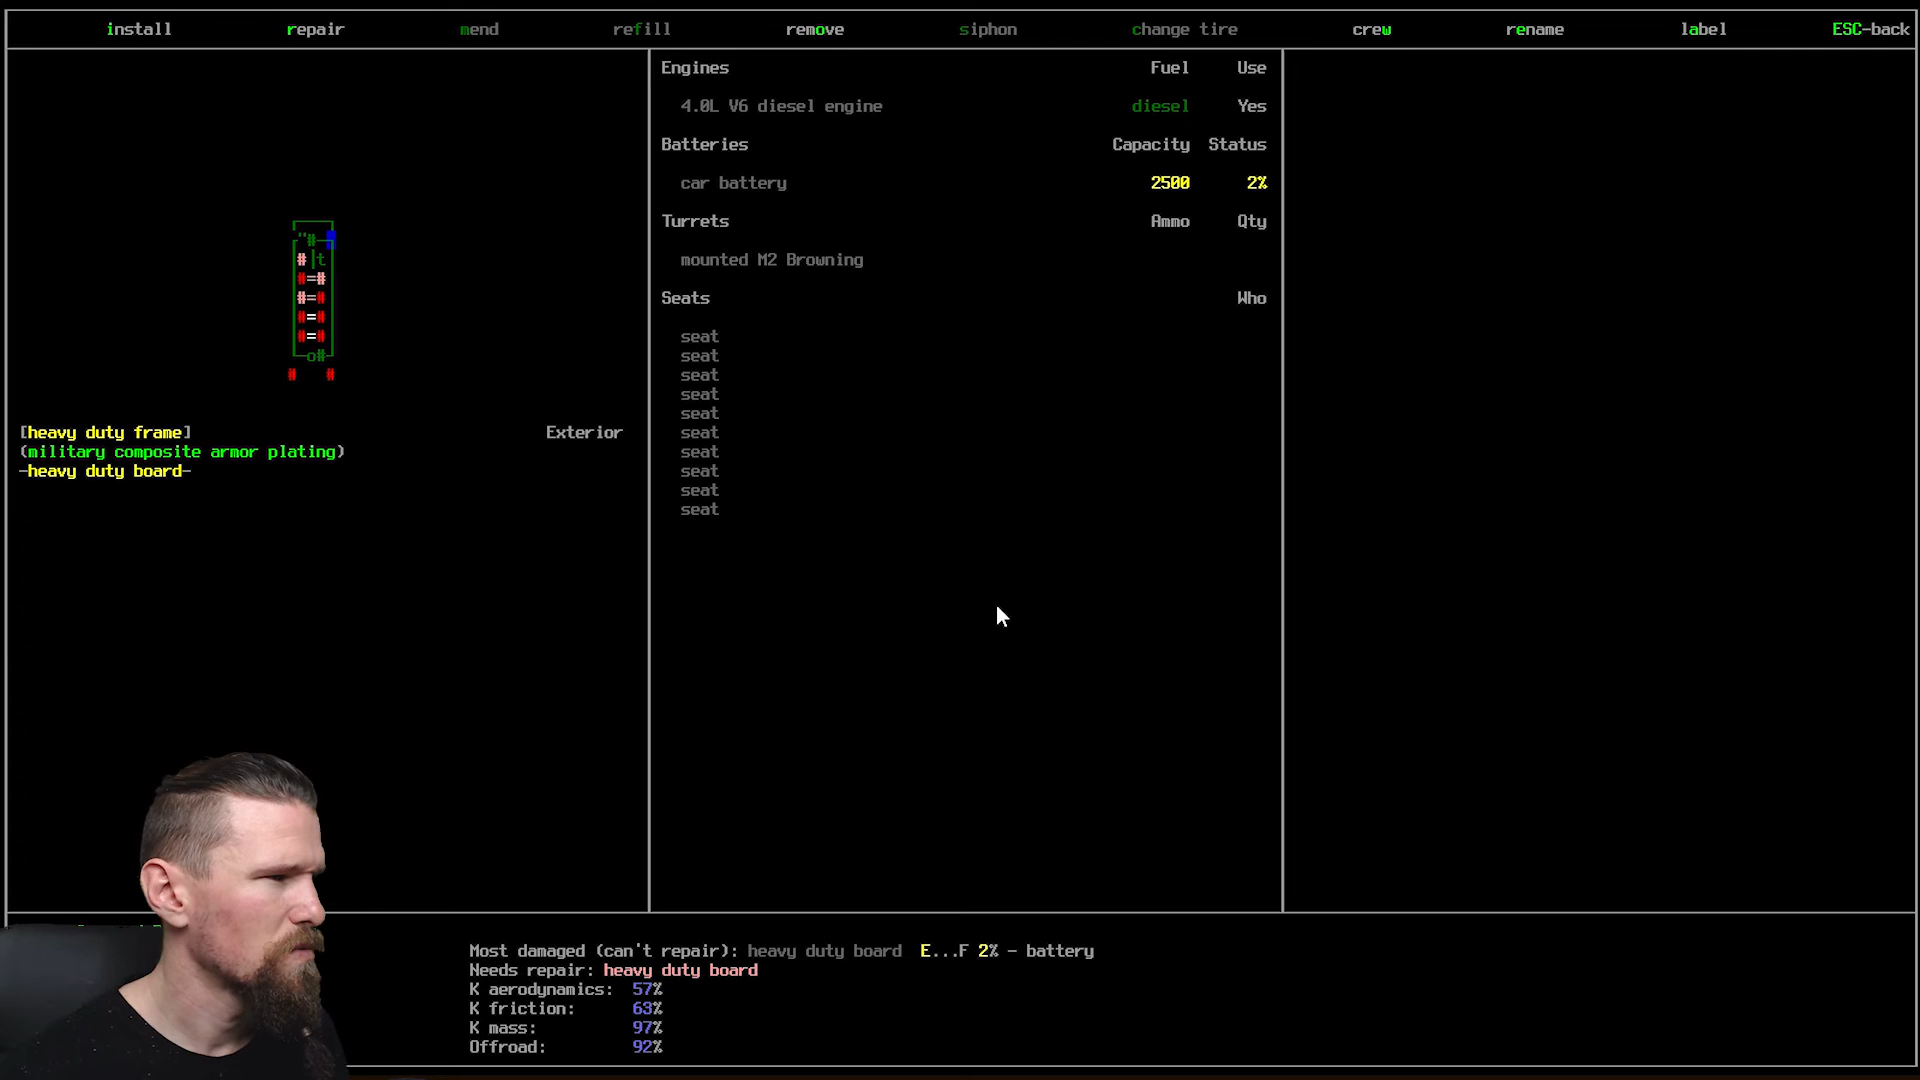 install repair mend refill remove siphon change tire crew rename label ESC-back
Engines Fuel Use
4.0L V6 diesel engine diesel Yes
Batteries Capacity Status
car battery 2500 2%
Turrets Ammo Qty
mounted M2 Browning
Seats Who
seat
seat
seat
seat
seat
seat
seat
seat
seat
seat
"#
# |t
#=#
#=#
#=#
#=#
o#
# #
[heavy duty frame] Exterior
(military composite armor plating)
-heavy duty board-
Most damaged (can't repair): heavy duty board E...F 2% - battery
Needs repair: heavy duty board
K aerodynamics: 57%
K friction: 63%
K mass: 97%
Offroad: 92%